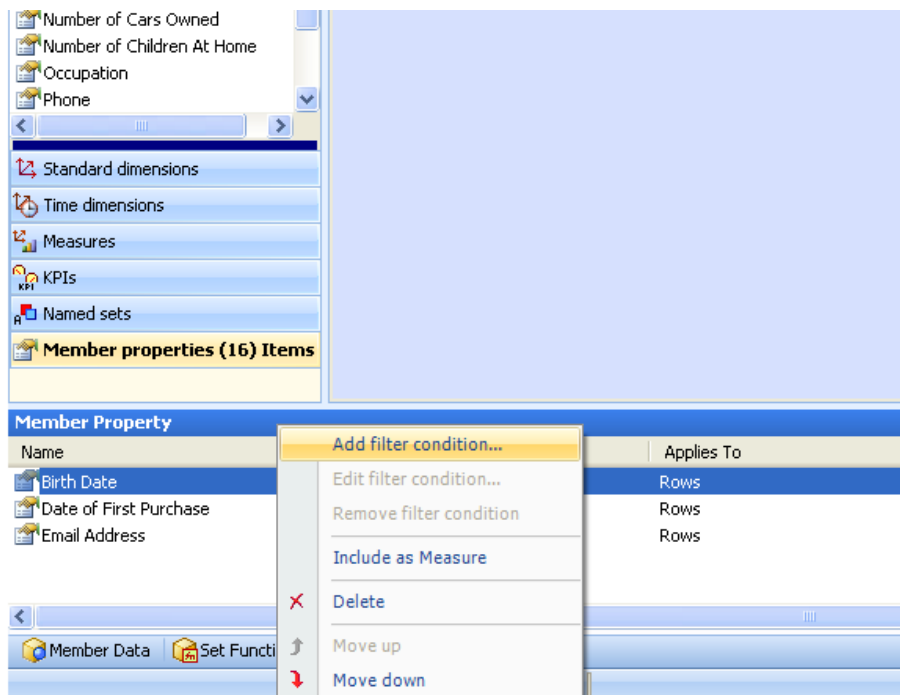 Number of Cars Owned
Number of Children At Home
Occupation
Phone
Standard dimensions
Time dimensions
Measures
KPI KPIs
A Named sets
Member properties (16) Items
Member Property
Name
Applies To
Birth Date
Rows
Date of First Purchase
Rows
Email Address
Rows
Add filter condition...
Edit filter condition...
Remove filter condition
Include as Measure
Delete
Move up
Move down
Member Data
Set Functi